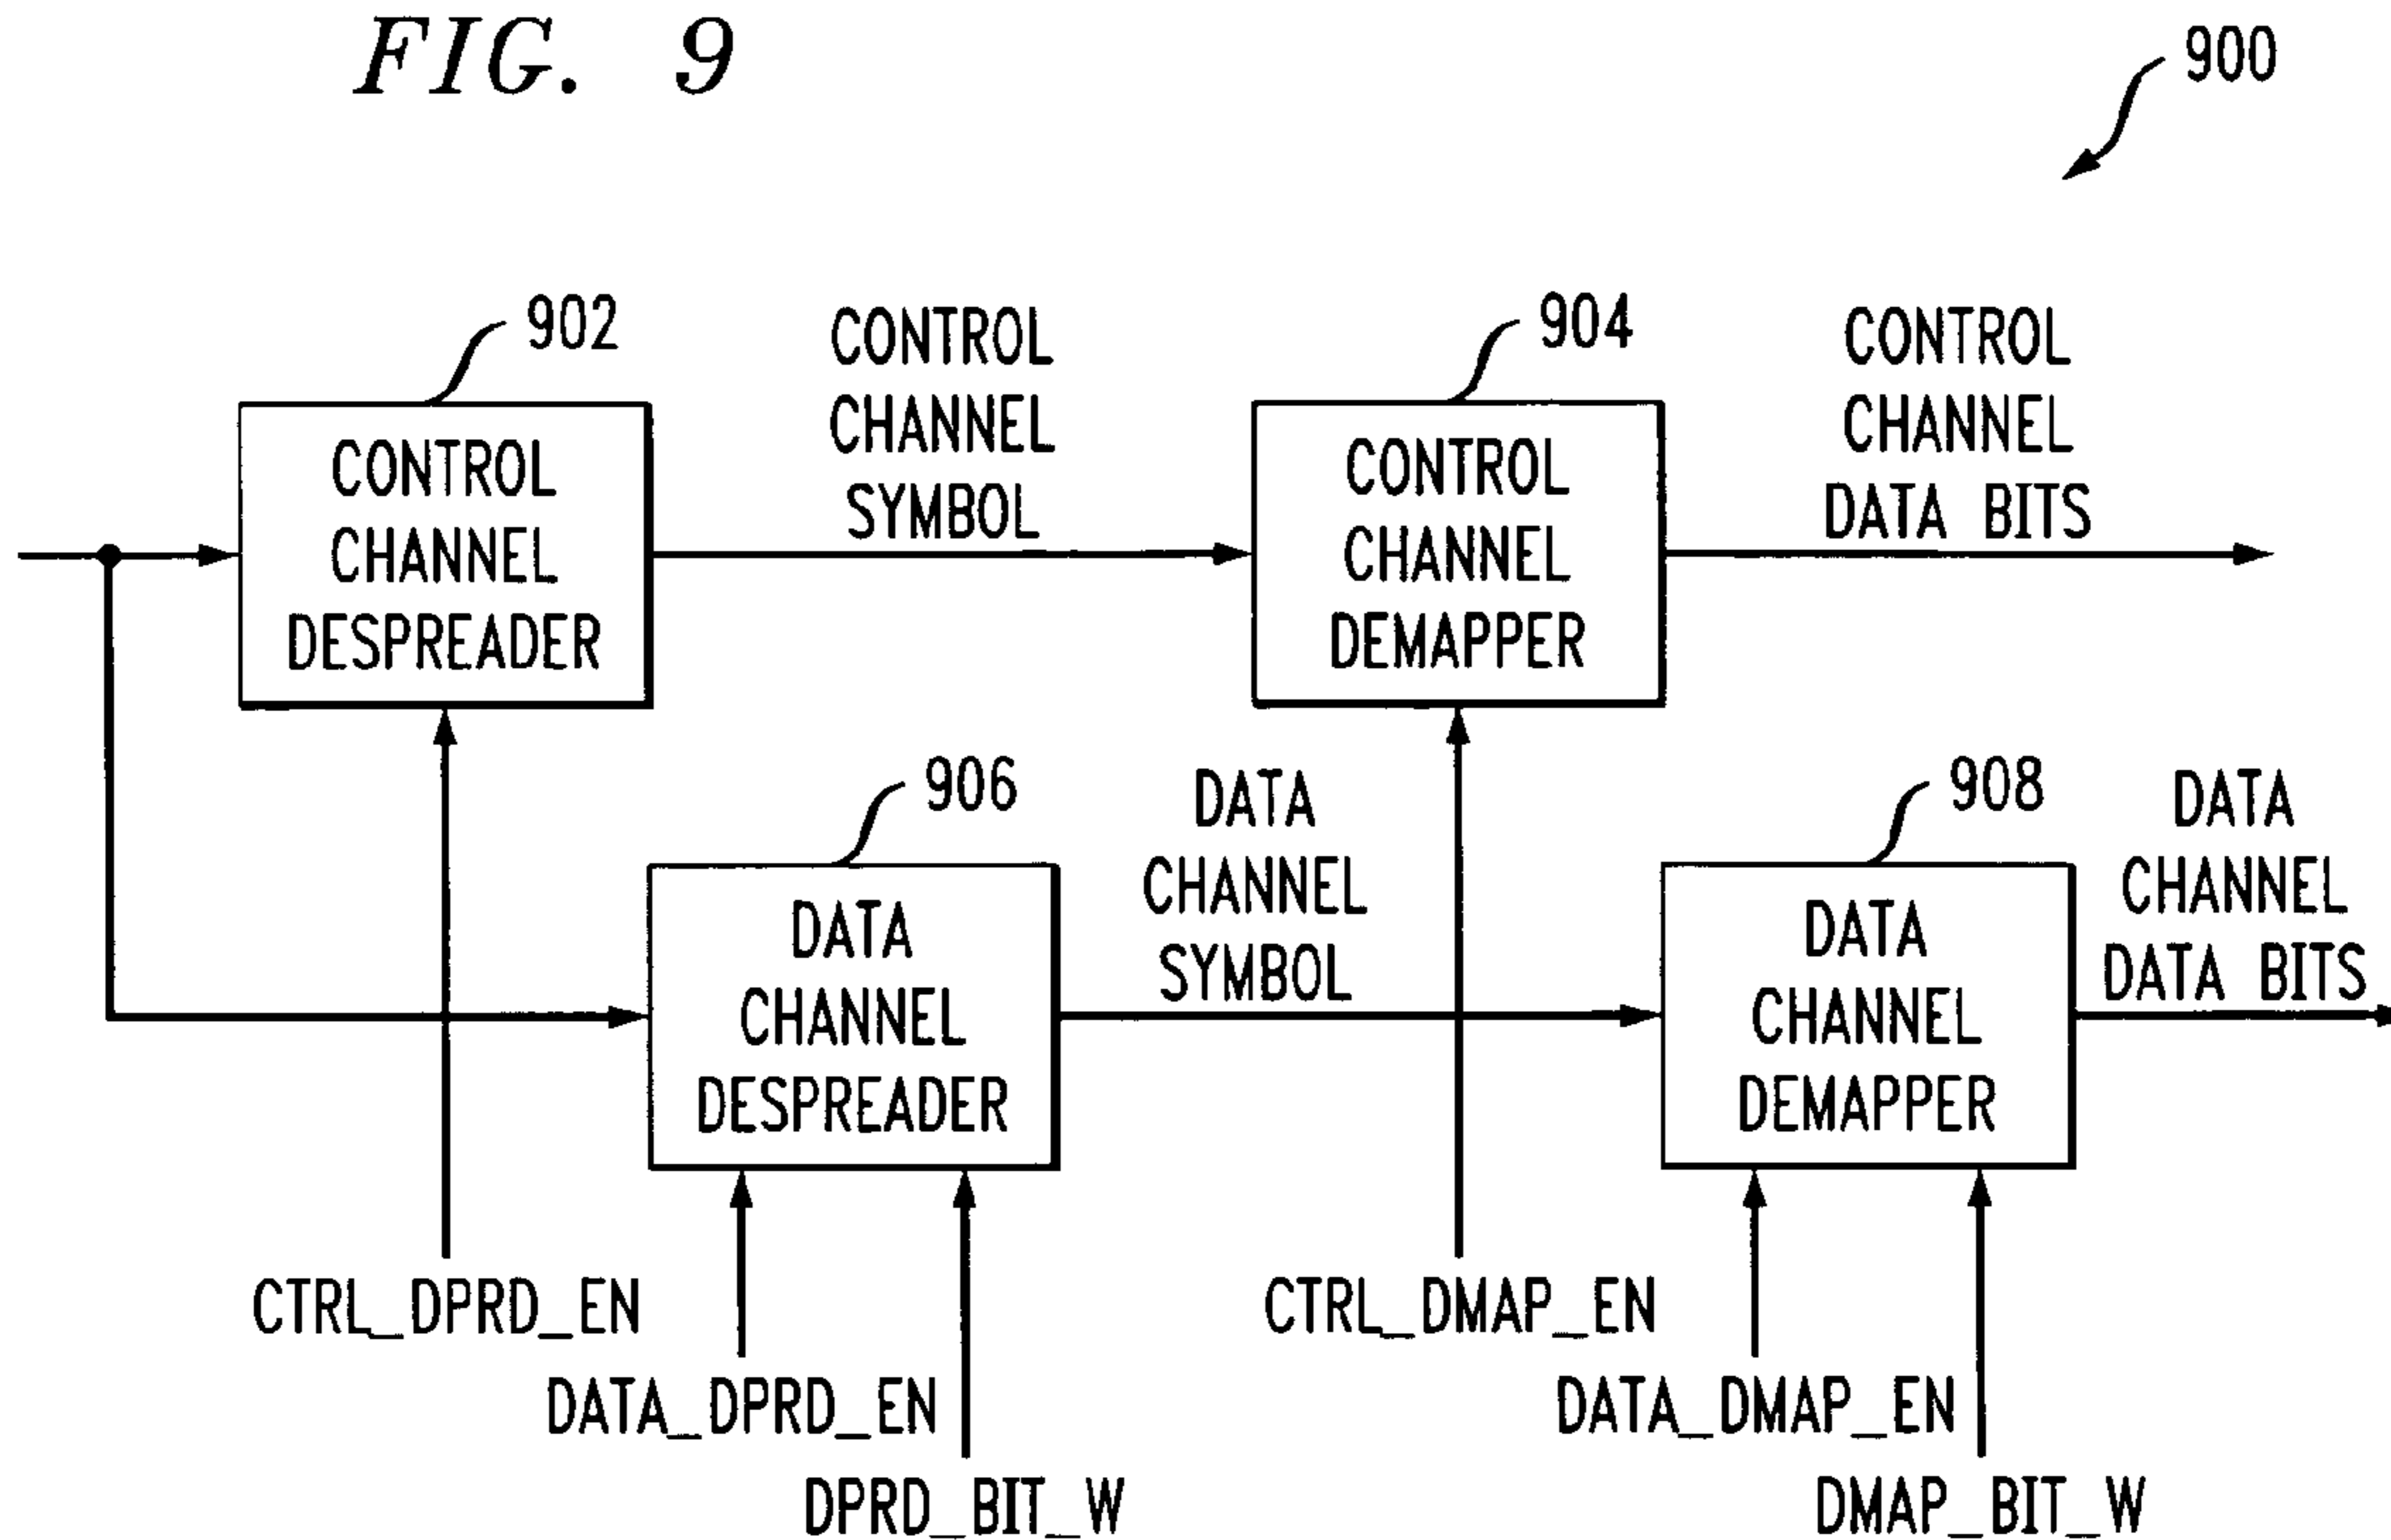 FIG. 9
900
902
CONTROL
CHANNEL
SYMBOL
904
CONTROL
CHANNEL
DATA BITS
CONTROL
CHANNEL
DESPREADER
CONTROL
CHANNEL
DEMAPPER
906
DATA
CHANNEL
SYMBOL
908
DATA
CHANNEL
DATA BITS
DATA
CHANNEL
DESPREADER
DATA
CHANNEL
DEMAPPER
CTRL_DPRD_EN
CTRL_DMAP_EN
DATA_DPRD_EN
DATA_DMAP_EN
DPRD_BIT_W
DMAP_BIT_W